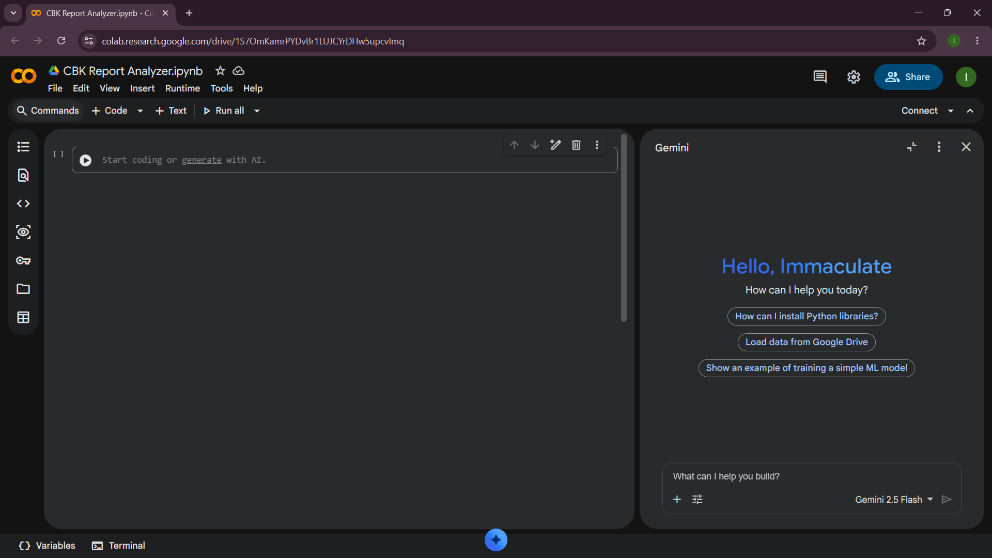 CBK Report Analyzer.ipynb - Co
colab.research.google.com/drive/1S7OmKamrPYDvBr1LUJCYrDHw5upcvImq
CBK Report Analyzer.ipynb
File Edit View Insert Runtime Tools Help
Share
I
Commands + Code + Text Run all
Connect
[ ]
Start coding or generate with AI.
Gemini
Hello, Immaculate
How can I help you today?
How can I install Python libraries?
Load data from Google Drive
Show an example of training a simple ML model
What can I help you build?
Gemini 2.5 Flash
Variables Terminal